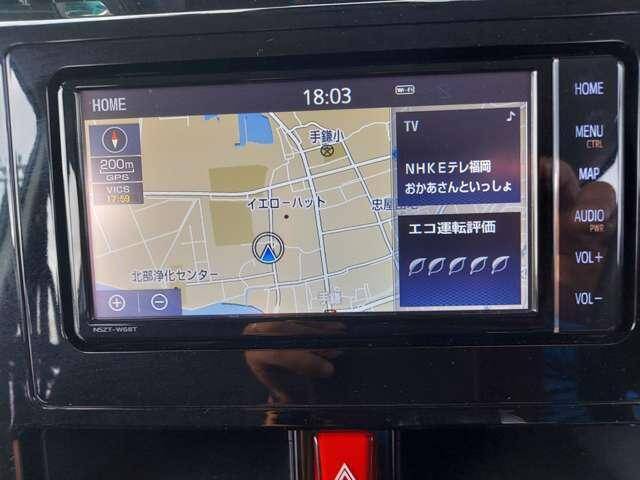 HOME
18:03
Wi-Fi
200m
GPS
VICS
17:59
手鎌小
イエローハット
忠屋
北部浄化センター
手鎌
TV
♪
NHKEテレ福岡
おかあさんといっしょ
エコ運転評価
NSZT-W68T
HOME
MENU
CTRL
MAP
AUDIO
PWR
VOL+
VOL-